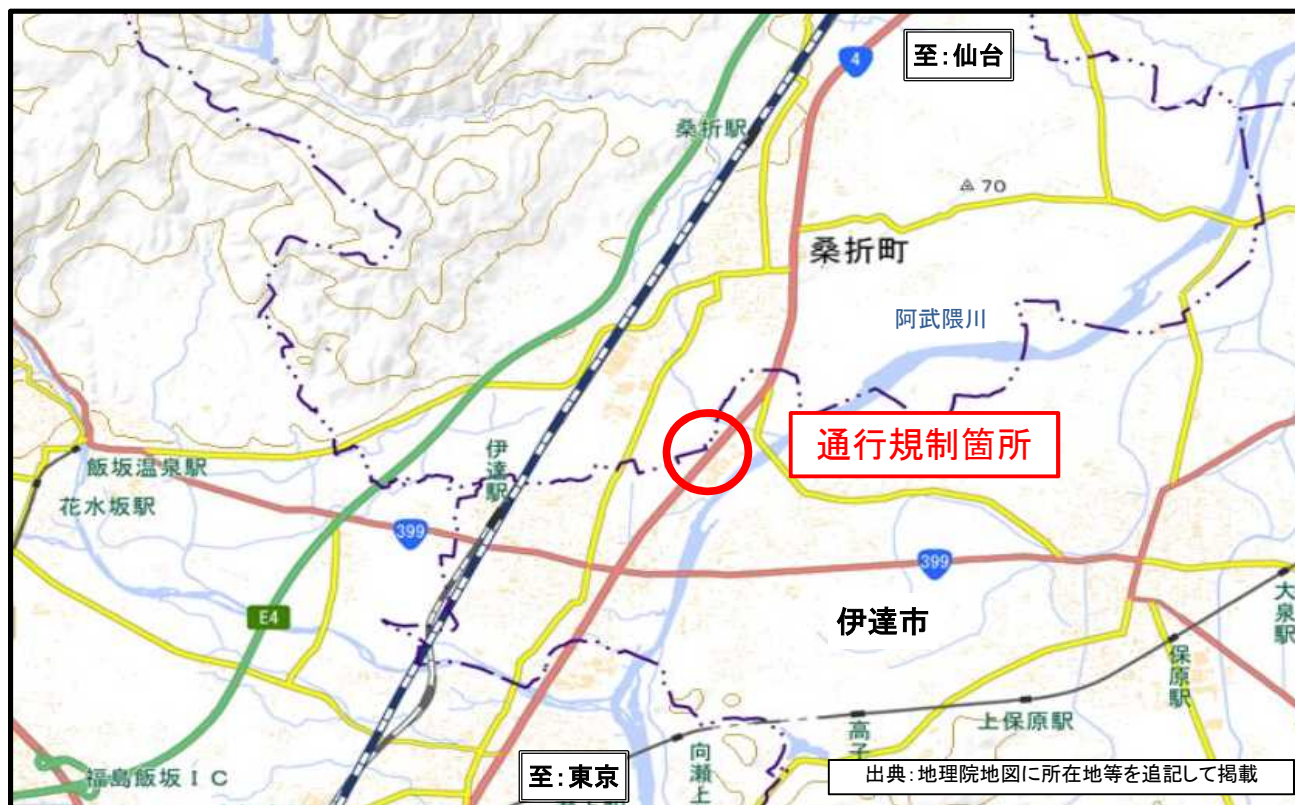 至:仙台
4
桑折駅
70
桑折町
阿武隈川
通行規制箇所
伊達駅
飯坂温泉駅
花水坂駅
399
399
E4
伊達市
大泉駅
保原駅
上保原駅
高子
向瀬上
福島飯坂IC
至:東京
出典:地理院地図に所在地等を追記して掲載